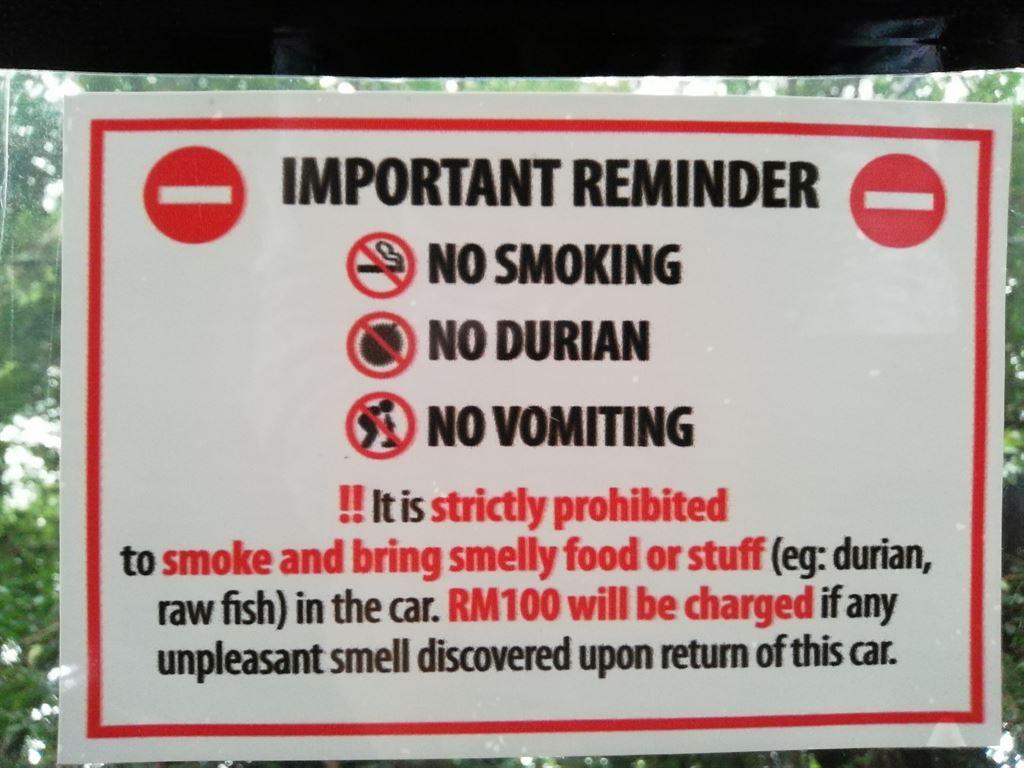 IMPORTANT REMINDER
NO SMOKING
NO DURIAN
NO VOMITING
!! It is strictly prohibited
to smoke and bring smelly food or stuff (eg: durian,
raw fish) in the car. RM100 will be charged if any
unpleasant smell discovered upon return of this car.